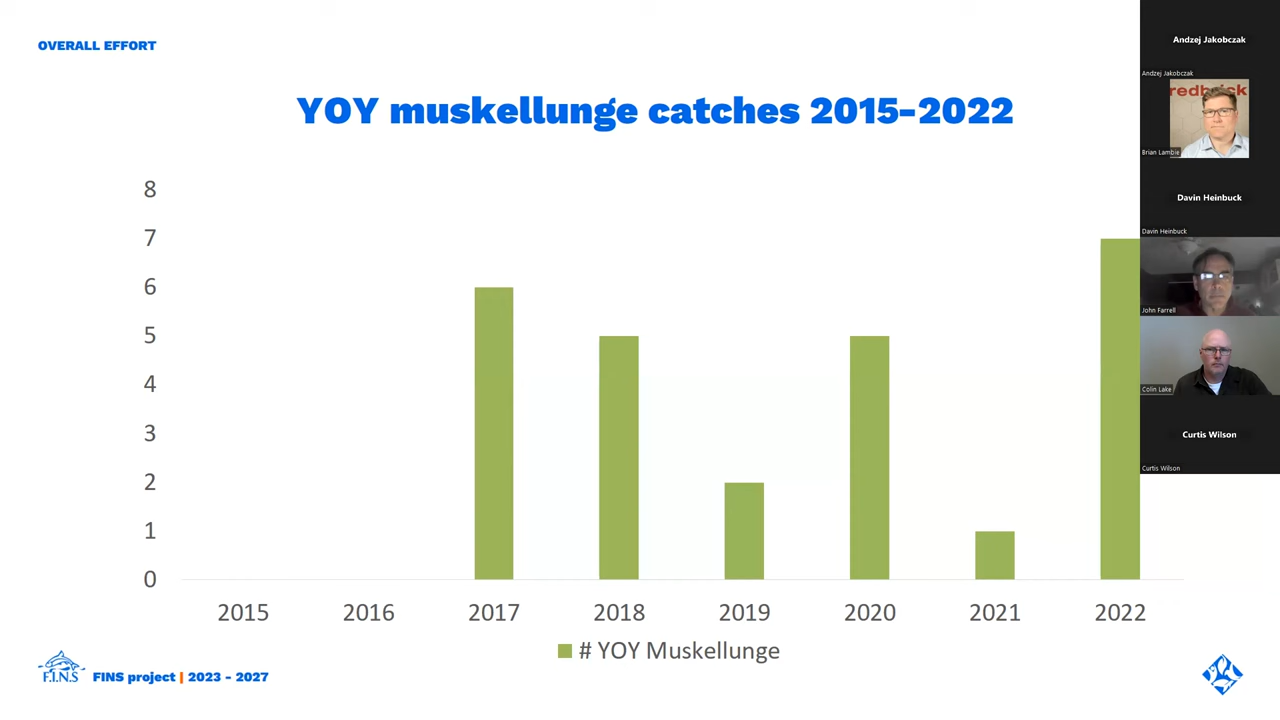 OVERALL EFFORT
YOY muskellunge catches 2015-2022
8
7
6
5
4
3
2
1
0
2015 2016 2017 2018 2019 2020 2021 2022
# YOY Muskellunge
F.I.N.S
FINS project | 2023 - 2027
Andzej Jakobczak
Andzej Jakobczak
redback
Brian Lambie
Davin Heinbuck
Davin Heinbuck
John Farrell
Colin Lake
Curtis Wilson
Curtis Wilson